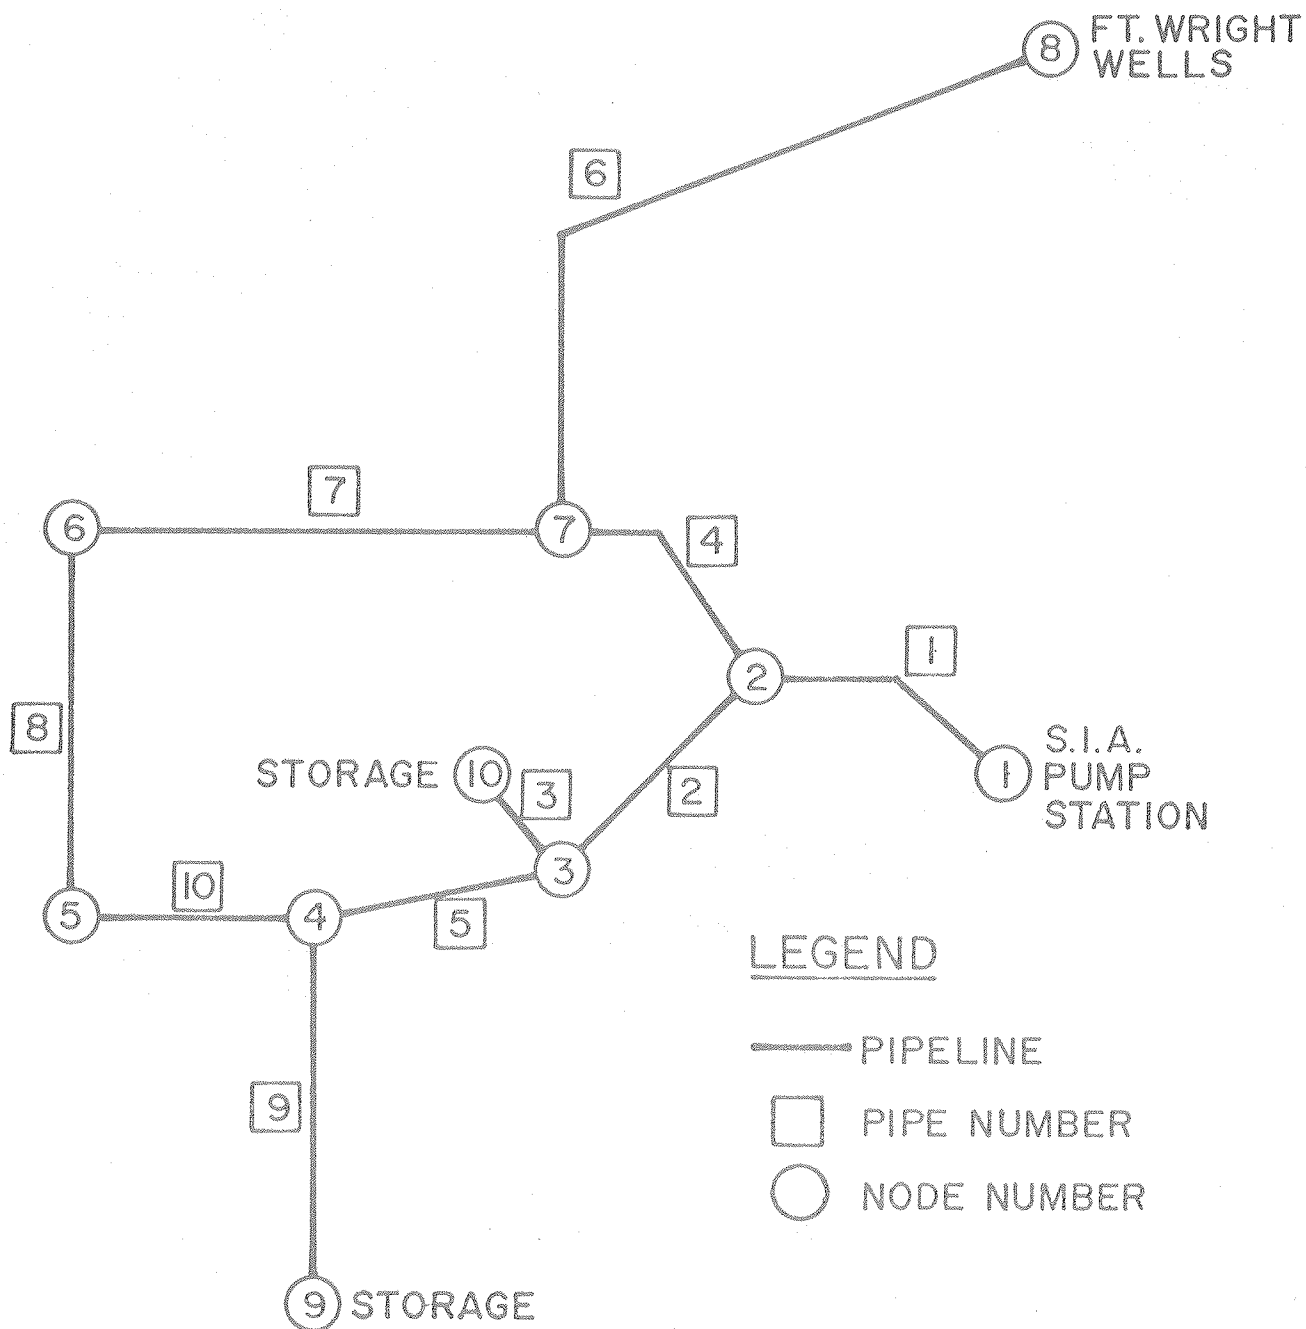 8 FT. WRIGHT
WELLS
6
7
6
7
4
1
2
8
STORAGE 10
3
2
1 S.I.A.
PUMP
STATION
3
10
5
4
5
LEGEND
PIPELINE
9
PIPE NUMBER
NODE NUMBER
9 STORAGE